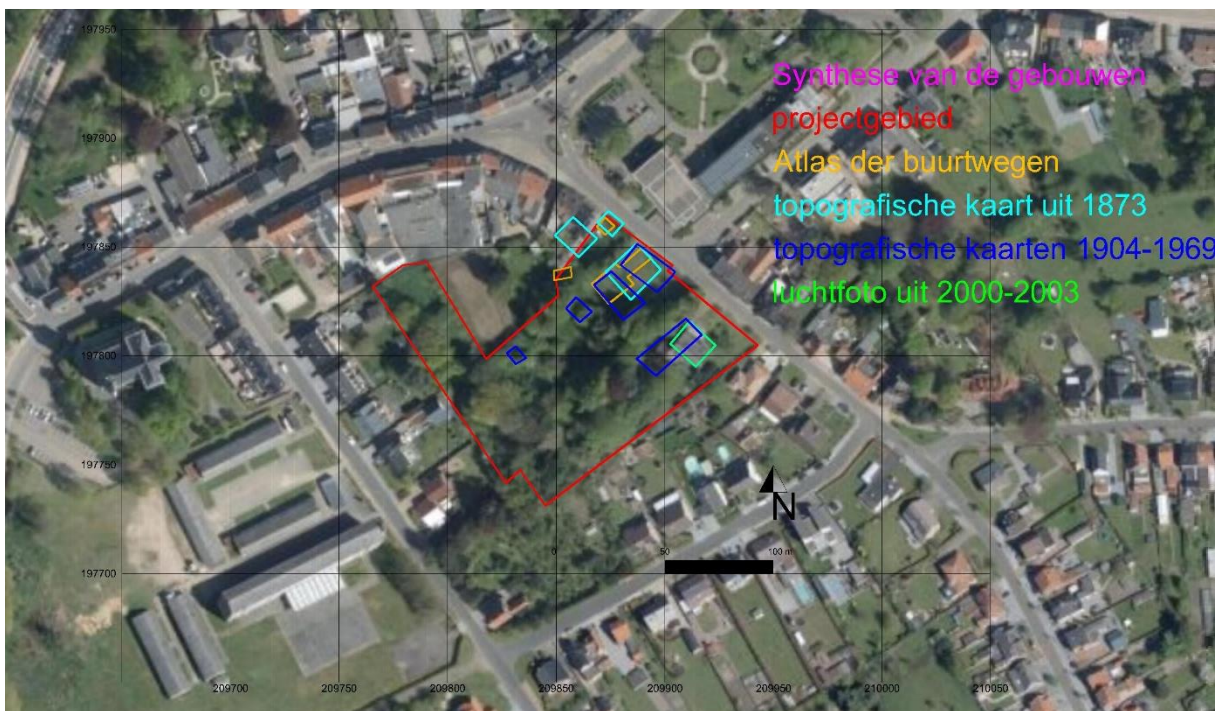 197950
Synthese van de gebouwen
projectgebied
197900
Atlas der buurtwegen
topografische kaart uit 1873
197850
topografische kaarten 1904-1969
luchtfoto uit 2000-2003
197800
197750
N
0 50 100 m
197700
209700 209750 209800 209850 209900 209950 210000 210050